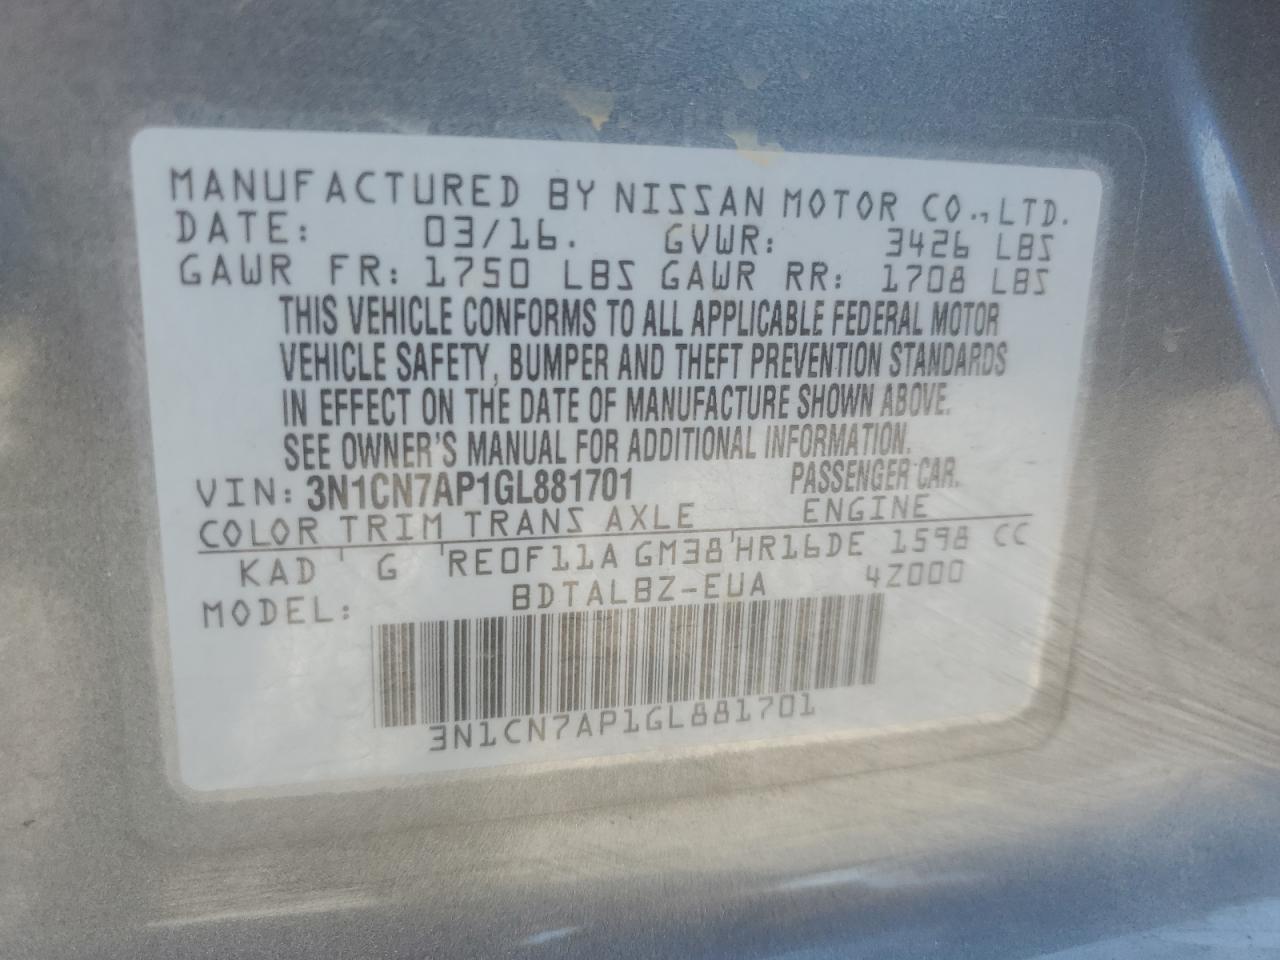 MANUFACTURED BY NISSAN MOTOR CO.,LTD.
DATE: 03/16. GVWR: 3426 LBS
GAWR FR: 1750 LBS GAWR RR: 1708 LBS
THIS VEHICLE CONFORMS TO ALL APPLICABLE FEDERAL MOTOR
VEHICLE SAFETY, BUMPER AND THEFT PREVENTION STANDARDS
IN EFFECT ON THE DATE OF MANUFACTURE SHOWN ABOVE.
SEE OWNER'S MANUAL FOR ADDITIONAL INFORMATION.
VIN: 3N1CN7AP1GL881701 PASSENGER CAR.
COLOR TRIM TRANS AXLE ENGINE
KAD G RE0F11A GM38 HR16DE 1598 CC
MODEL: BDTALBZ-EUA 4Z000
3N1CN7AP1GL881701